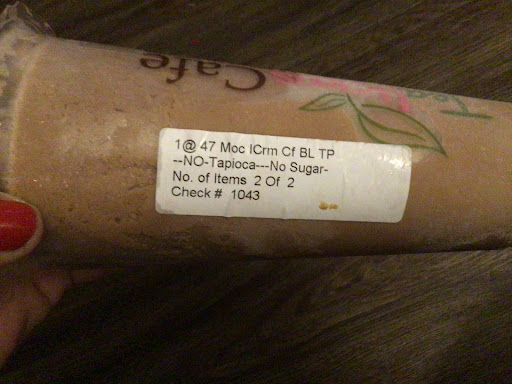 Cafe
1@ 47 Moc ICrm Cf BL TP
--NO-Tapioca---No Sugar-
No. of Items 2 Of 2
Check # 1043